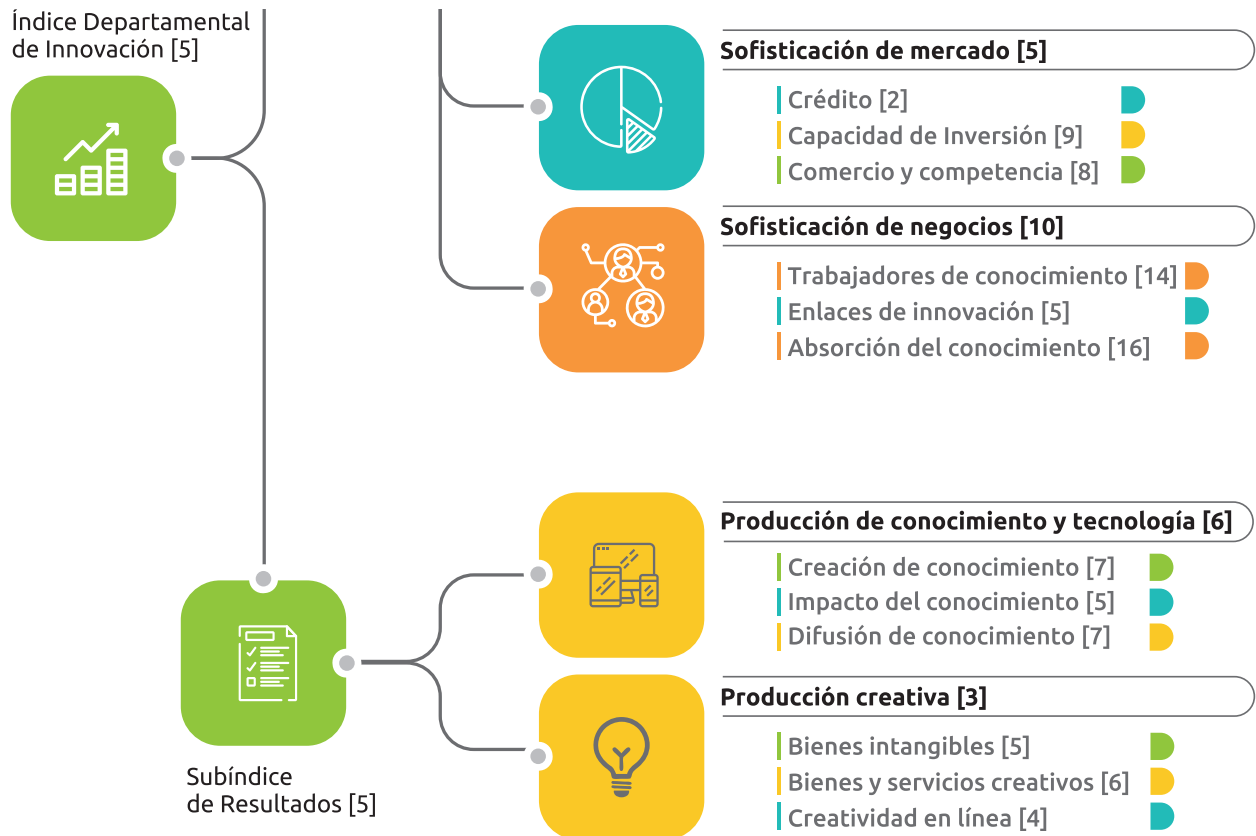 Índice Departamental
de Innovación [5]
Sofisticación de mercado [5]
Crédito [2]
Capacidad de Inversión [9]
Comercio y competencia [8]
Sofisticación de negocios [10]
Trabajadores de conocimiento [14]
Enlaces de innovación [5]
Absorción del conocimiento [16]
Producción de conocimiento y tecnología [6]
Creación de conocimiento [7]
Impacto del conocimiento [5]
Difusión de conocimiento [7]
Subíndice
de Resultados [5]
Producción creativa [3]
Bienes intangibles [5]
Bienes y servicios creativos [6]
Creatividad en línea [4]